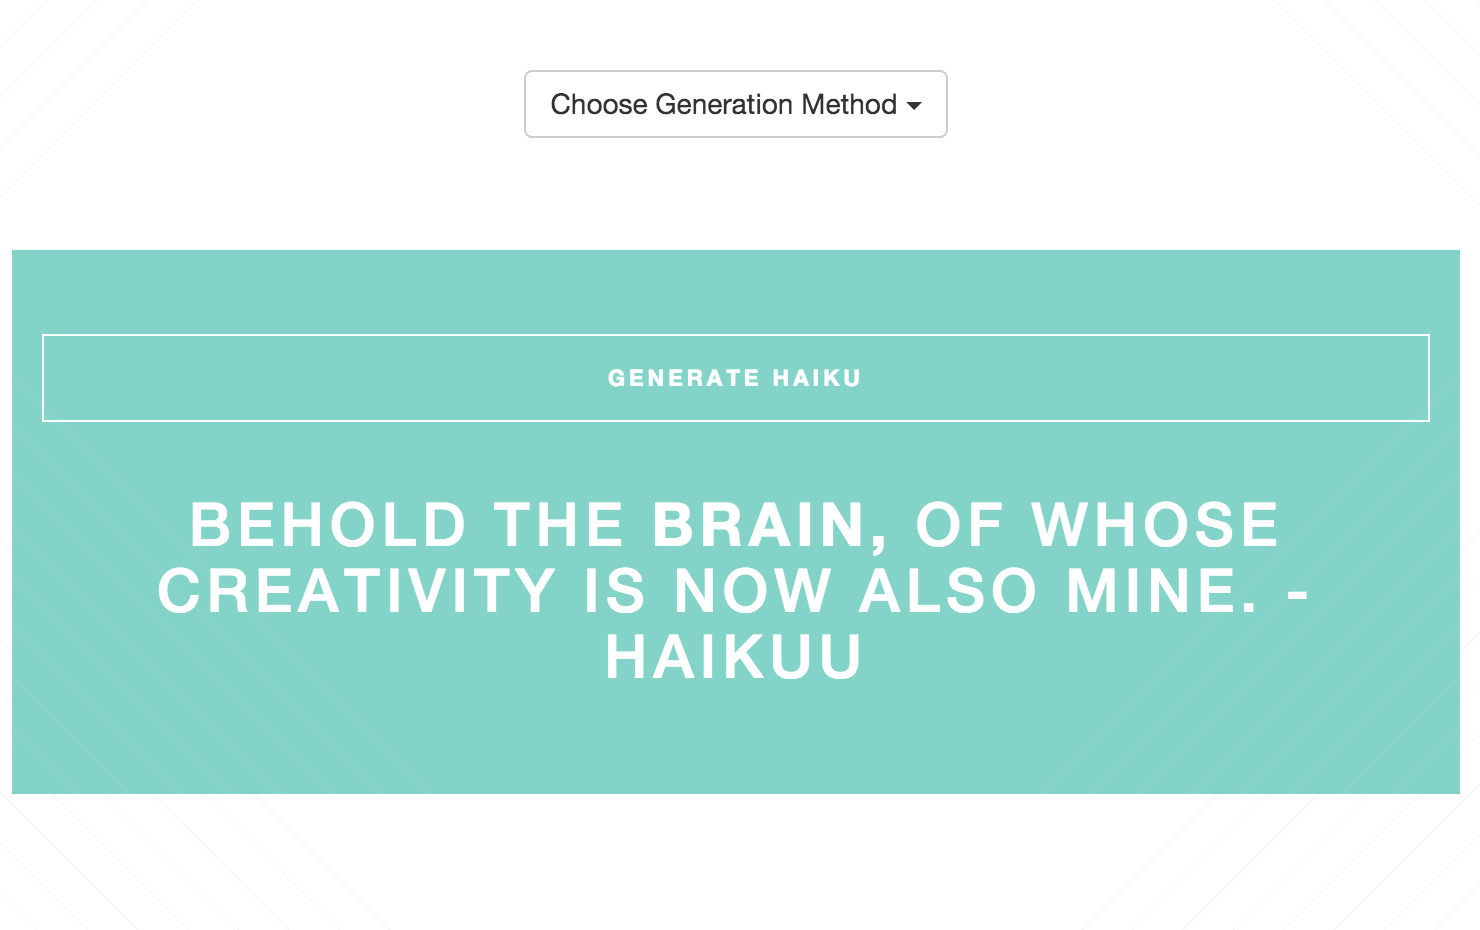 Choose Generation Method
GENERATE HAIKU
BEHOLD THE BRAIN, OF WHOSE
CREATIVITY IS NOW ALSO MINE. -
HAIKUU